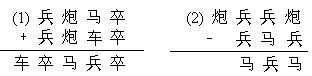 (1) 兵 炮 马 卒 (2) 炮 兵 兵 炮
+ 兵 炮 车 卒 - 兵 马 兵
车 卒 马 兵 卒 马 兵 马